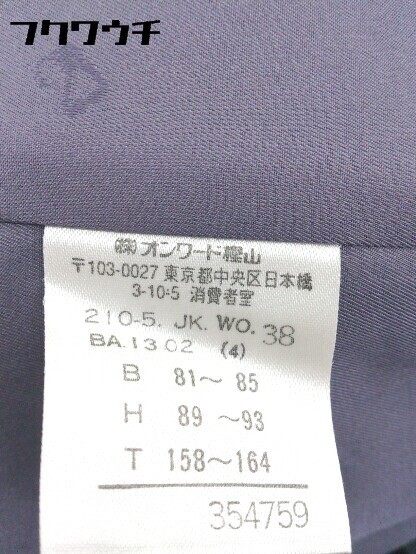 フクワウチ
㈱オンワード樫山
〒103-0027 東京都中央区日本橋
3-10-5 消費者室
210-5. JK. WO. 38
BA.13 02 (4)
B 81〜 85
H 89 〜93
T 158〜164
354759